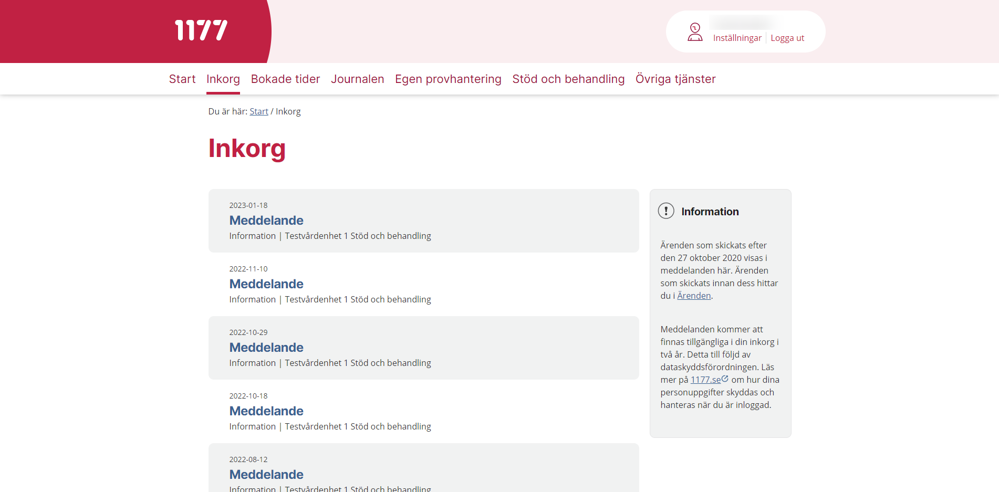 1177
Inställningar | Logga ut
Start Inkorg Bokade tider Journalen Egen provhantering Stöd och behandling Övriga tjänster
Du är här: Start / Inkorg
Inkorg
2023-01-18
Meddelande
Information | Testvårdenhet 1 Stöd och behandling
2022-11-10
Meddelande
Information | Testvårdenhet 1 Stöd och behandling
2022-10-29
Meddelande
Information | Testvårdenhet 1 Stöd och behandling
2022-10-18
Meddelande
Information | Testvårdenhet 1 Stöd och behandling
2022-08-12
Meddelande
Information | Testvårdenhet 1 Stöd och behandling
Information
Ärenden som skickats efter
den 27 oktober 2020 visas i
meddelanden här. Ärenden
som skickats innan dess hittar
du i Ärenden.
Meddelanden kommer att
finnas tillgängliga i din inkorg i
två år. Detta till följd av
dataskyddsförordningen. Läs
mer på 1177.se om hur dina
personuppgifter skyddas och
hanteras när du är inloggad.